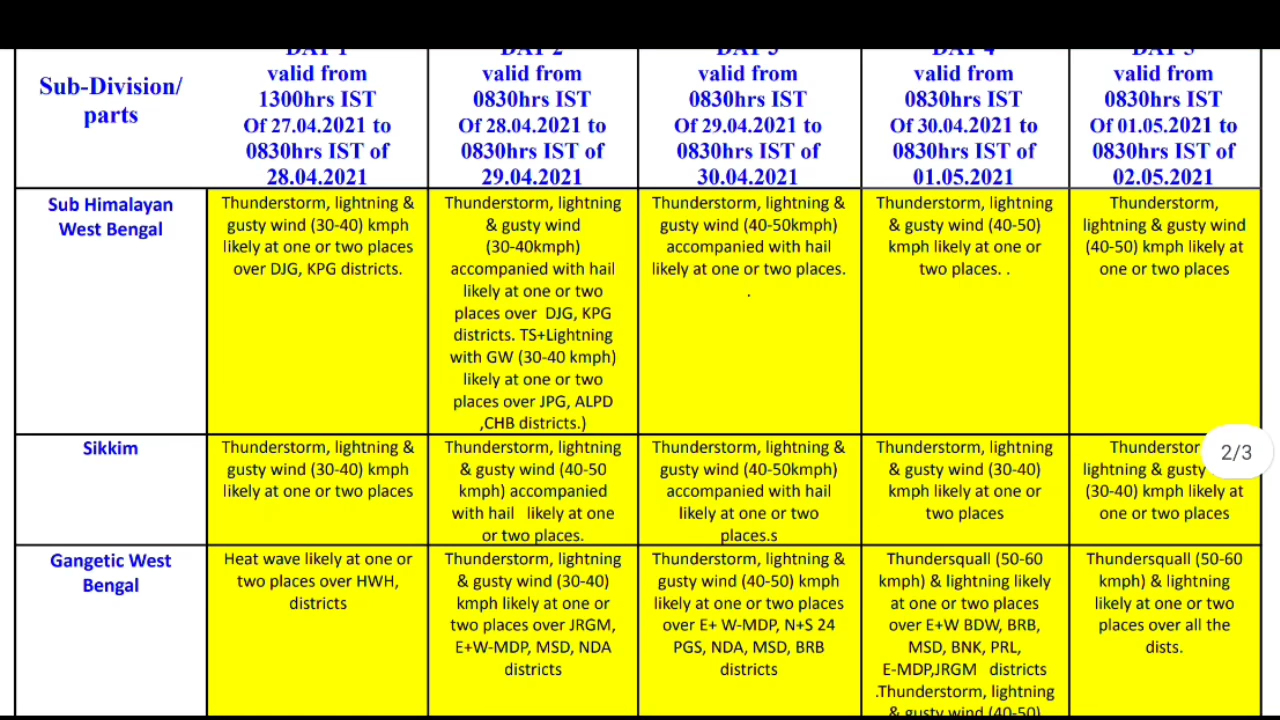 DAY 1
DAY 2
DAY 3
DAY 4
DAY 5
Sub-Division/
parts
valid from
1300hrs IST
Of 27.04.2021 to
0830hrs IST of
28.04.2021
valid from
0830hrs IST
Of 28.04.2021 to
0830hrs IST of
29.04.2021
valid from
0830hrs IST
Of 29.04.2021 to
0830hrs IST of
30.04.2021
valid from
0830hrs IST
Of 30.04.2021 to
0830hrs IST of
01.05.2021
valid from
0830hrs IST
Of 01.05.2021 to
0830hrs IST of
02.05.2021
Sub Himalayan
West Bengal
Thunderstorm, lightning &
gusty wind (30-40) kmph
likely at one or two places
over DJG, KPG districts.
Thunderstorm, lightning
& gusty wind
(30-40kmph)
accompanied with hail
likely at one or two
places over DJG, KPG
districts. TS+Lightning
with GW (30-40 kmph)
likely at one or two
places over JPG, ALPD
,CHB districts.)
Thunderstorm, lightning &
gusty wind (40-50kmph)
accompanied with hail
likely at one or two places.
.
Thunderstorm, lightning
& gusty wind (40-50)
kmph likely at one or
two places. .
Thunderstorm,
lightning & gusty wind
(40-50) kmph likely at
one or two places
Sikkim
Thunderstorm, lightning &
gusty wind (30-40) kmph
likely at one or two places
Thunderstorm, lightning
& gusty wind (40-50
kmph) accompanied
with hail likely at one
or two places.
Thunderstorm, lightning &
gusty wind (40-50kmph)
accompanied with hail
likely at one or two
places.s
Thunderstorm, lightning
& gusty wind (30-40)
kmph likely at one or
two places
Thunderstor
lightning & gusty
(30-40) kmph likely at
one or two places
2/3
Gangetic West
Bengal
Heat wave likely at one or
two places over HWH,
districts
Thunderstorm, lightning
& gusty wind (30-40)
kmph likely at one or
two places over JRGM,
E+W-MDP, MSD, NDA
districts
Thunderstorm, lightning &
gusty wind (40-50) kmph
likely at one or two places
over E+ W-MDP, N+S 24
PGS, NDA, MSD, BRB
districts
Thundersquall (50-60
kmph) & lightning likely
at one or two places
over E+W BDW, BRB,
MSD, BNK, PRL,
E-MDP,JRGM districts
.Thunderstorm, lightning
& gusty wind (40-50)
Thundersquall (50-60
kmph) & lightning
likely at one or two
places over all the
dists.